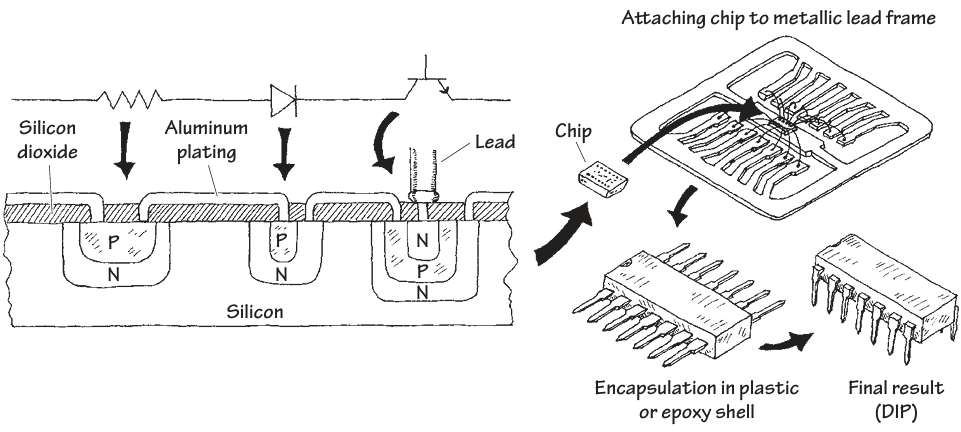 Attaching chip to metallic lead frame
Silicon
dioxide
Aluminum
plating
Lead
Chip
P
N
P
N
N
P
N
Silicon
Encapsulation in plastic
or epoxy shell
Final result
(DIP)